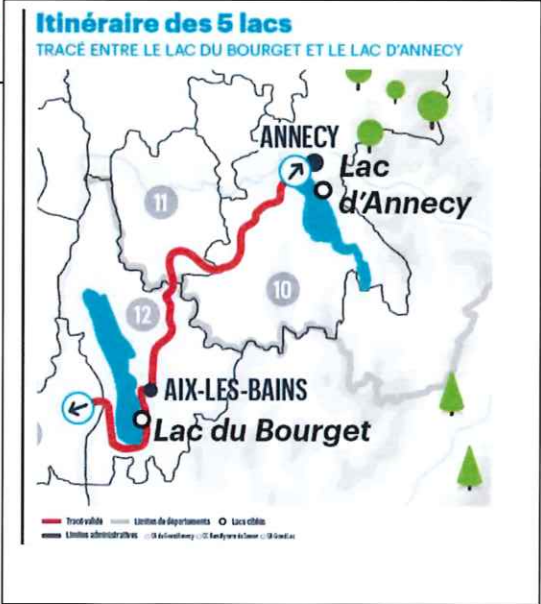 Itinéraire des 5 lacs
TRACÉ ENTRE LE LAC DU BOURGET ET LE LAC D'ANNECY
ANNECY
Lac
d'Annecy
11
10
12
AIX-LES-BAINS
Lac du Bourget
Tracé validé Limites de départements Lacs ciblés
Limites administratives